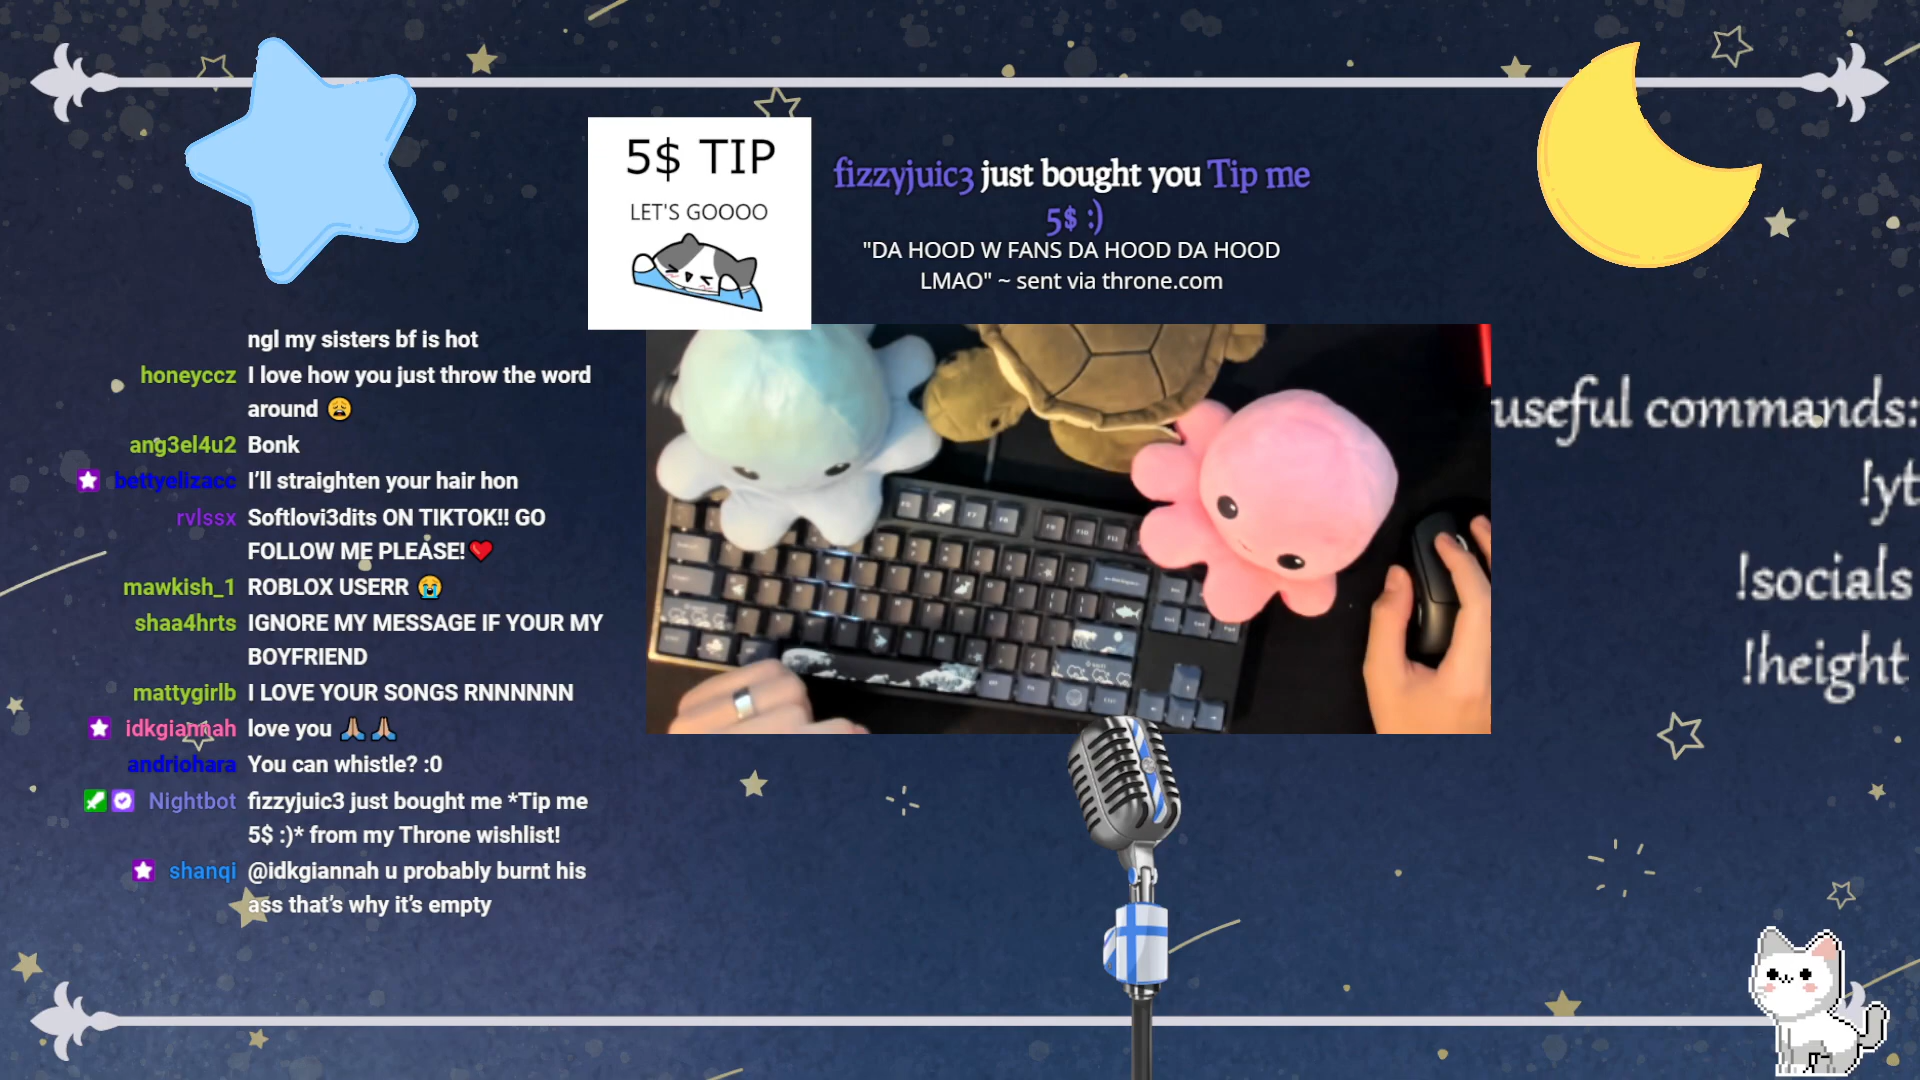 5$ TIP
LET'S GOOOO
fizzyjuic3 just bought you Tip me
5$ :)
"DA HOOD W FANS DA HOOD DA HOOD
LMAO" ~ sent via throne.com
ngl my sisters bf is hot
honeyccz I love how you just throw the word
around 😩
ang3el4u2 Bonk
bettyelizacc I’ll straighten your hair hon
rvlssx Softlovi3dits ON TIKTOK!! GO
FOLLOW ME PLEASE!❤️
mawkish_1 ROBLOX USERR 😭
shaa4hrts IGNORE MY MESSAGE IF YOUR MY
BOYFRIEND
mattygirlb I LOVE YOUR SONGS RNNNNNN
idkgiannah love you 🙏🏽🙏🏽
andriohara You can whistle? :0
Nightbot fizzyjuic3 just bought me *Tip me
5$ :)* from my Throne wishlist!
shanqi @idkgiannah u probably burnt his
ass that’s why it’s empty
useful commands:
!yt
!socials
!height